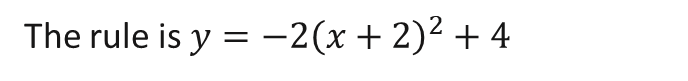 The rule is y = −2(x + 2)² + 4